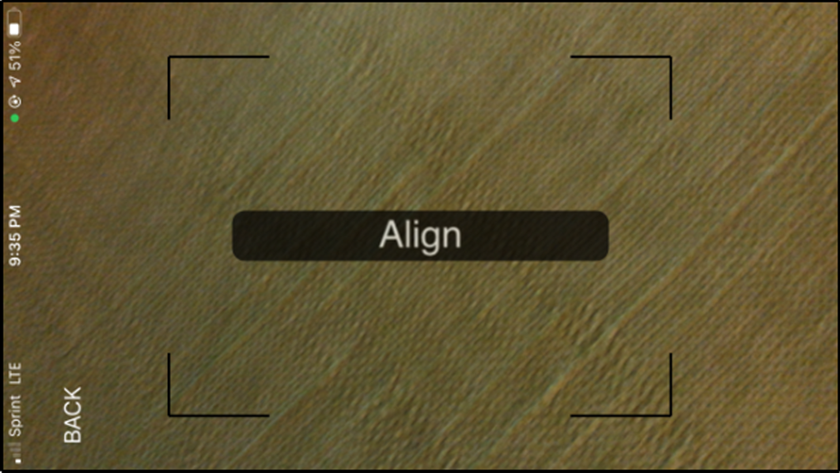 Sprint LTE
9:35 PM
51%
BACK
Align